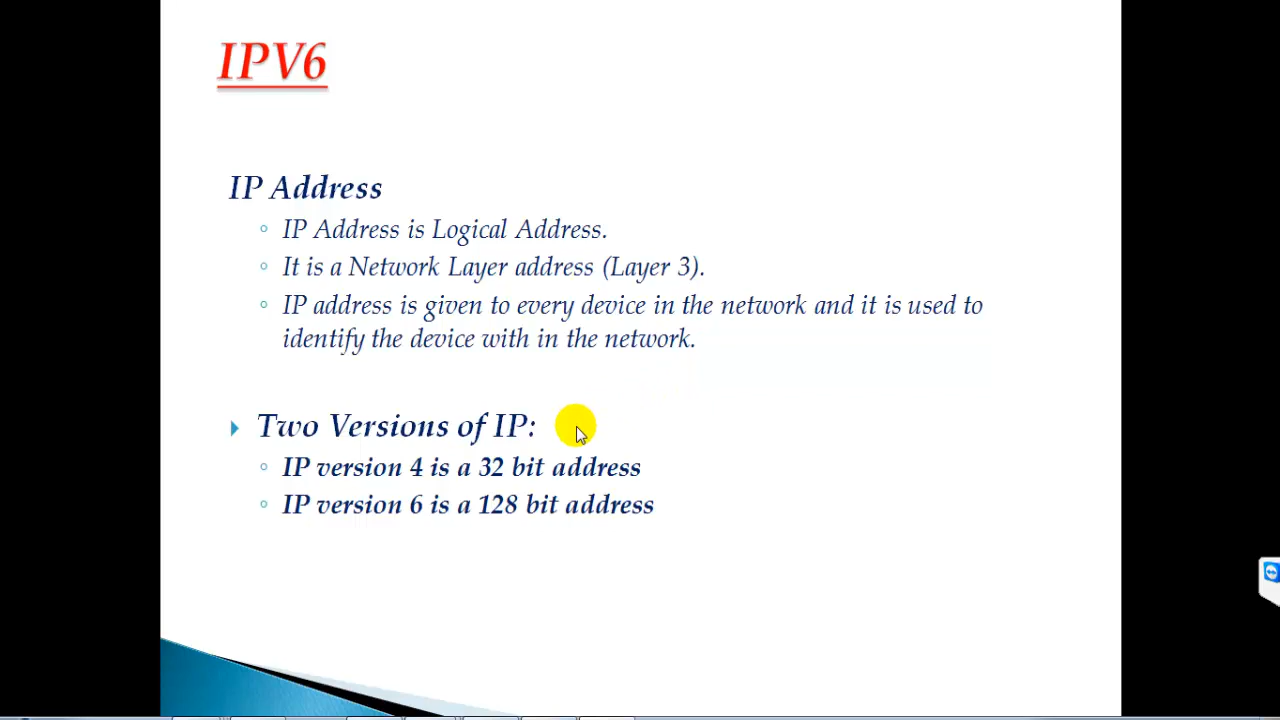 IPV6
IP Address
IP Address is Logical Address.
It is a Network Layer address (Layer 3).
IP address is given to every device in the network and it is used to
identify the device with in the network.
Two Versions of IP:
IP version 4 is a 32 bit address
IP version 6 is a 128 bit address